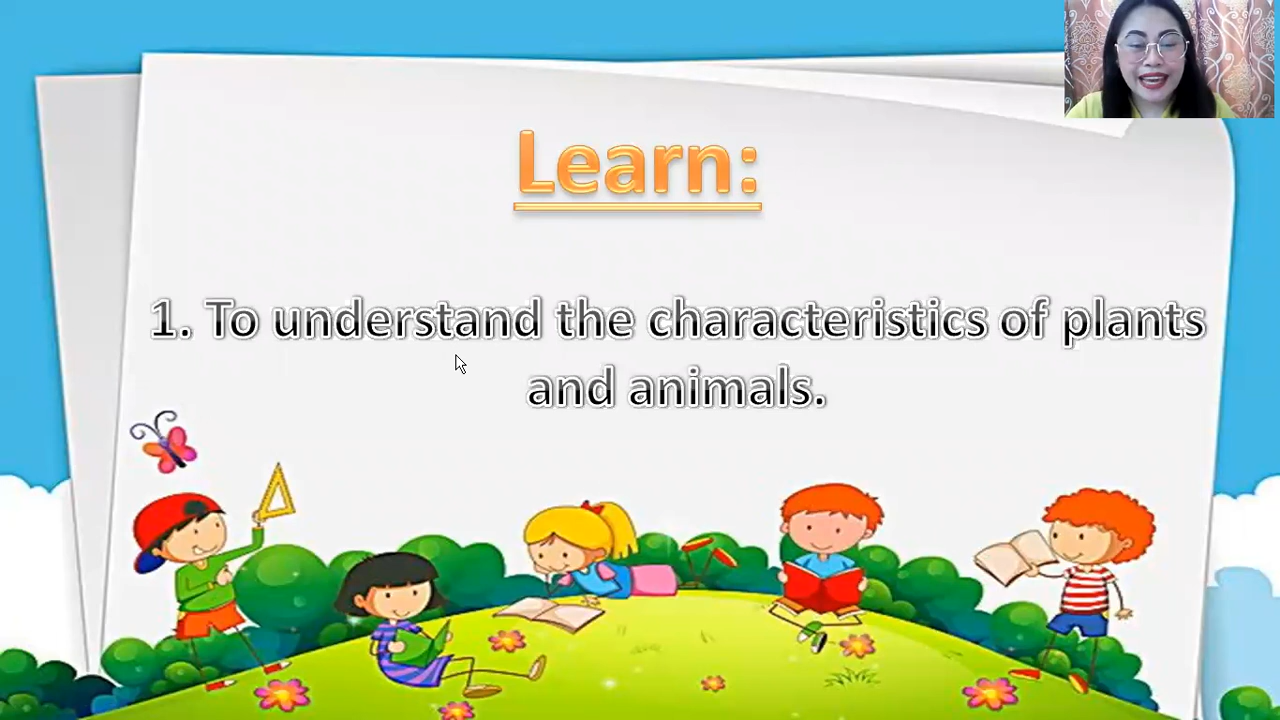 Learn:
1. To understand the characteristics of plants
and animals.